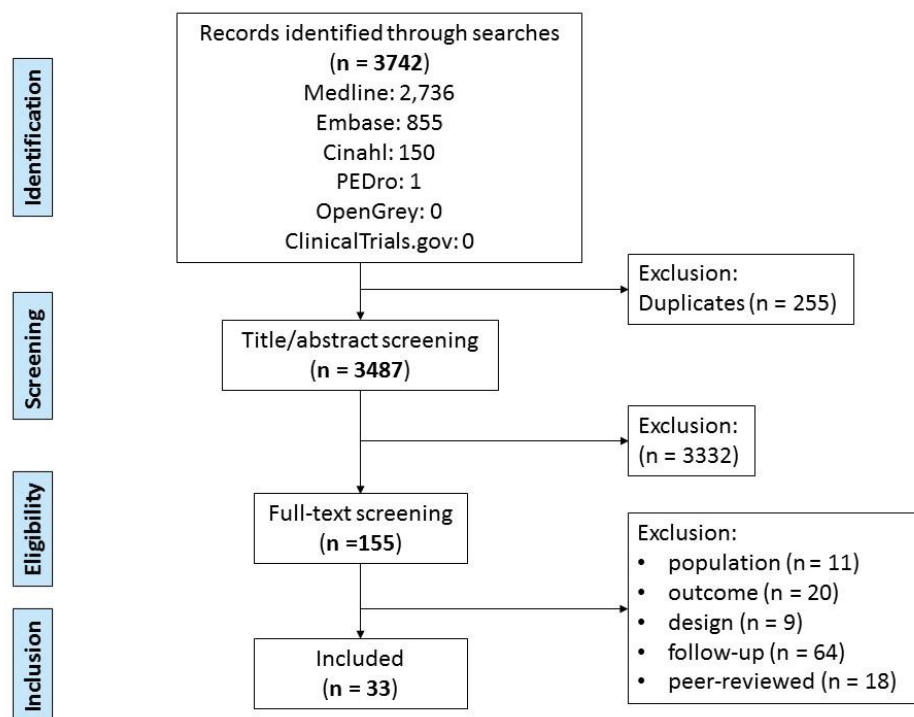 Identification
Records identified through searches
(n = 3742)
Medline: 2,736
Embase: 855
Cinahl: 150
PEDro: 1
OpenGrey: 0
ClinicalTrials.gov: 0
Exclusion:
Duplicates (n = 255)
Screening
Title/abstract screening
(n = 3487)
Exclusion:
(n = 3332)
Eligibility
Full-text screening
(n =155)
Exclusion:
• population (n = 11)
• outcome (n = 20)
• design (n = 9)
• follow-up (n = 64)
• peer-reviewed (n = 18)
Inclusion
Included
(n = 33)